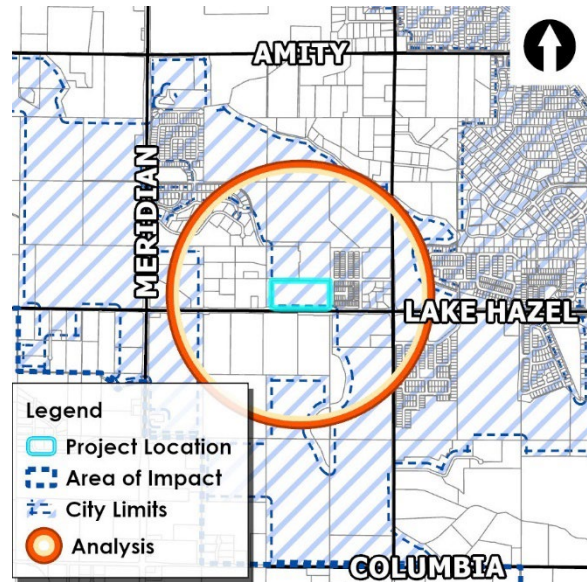 AMITY
MERIDIAN
LAKE HAZEL
Legend
Project Location
Area of Impact
City Limits
Analysis
COLUMBIA